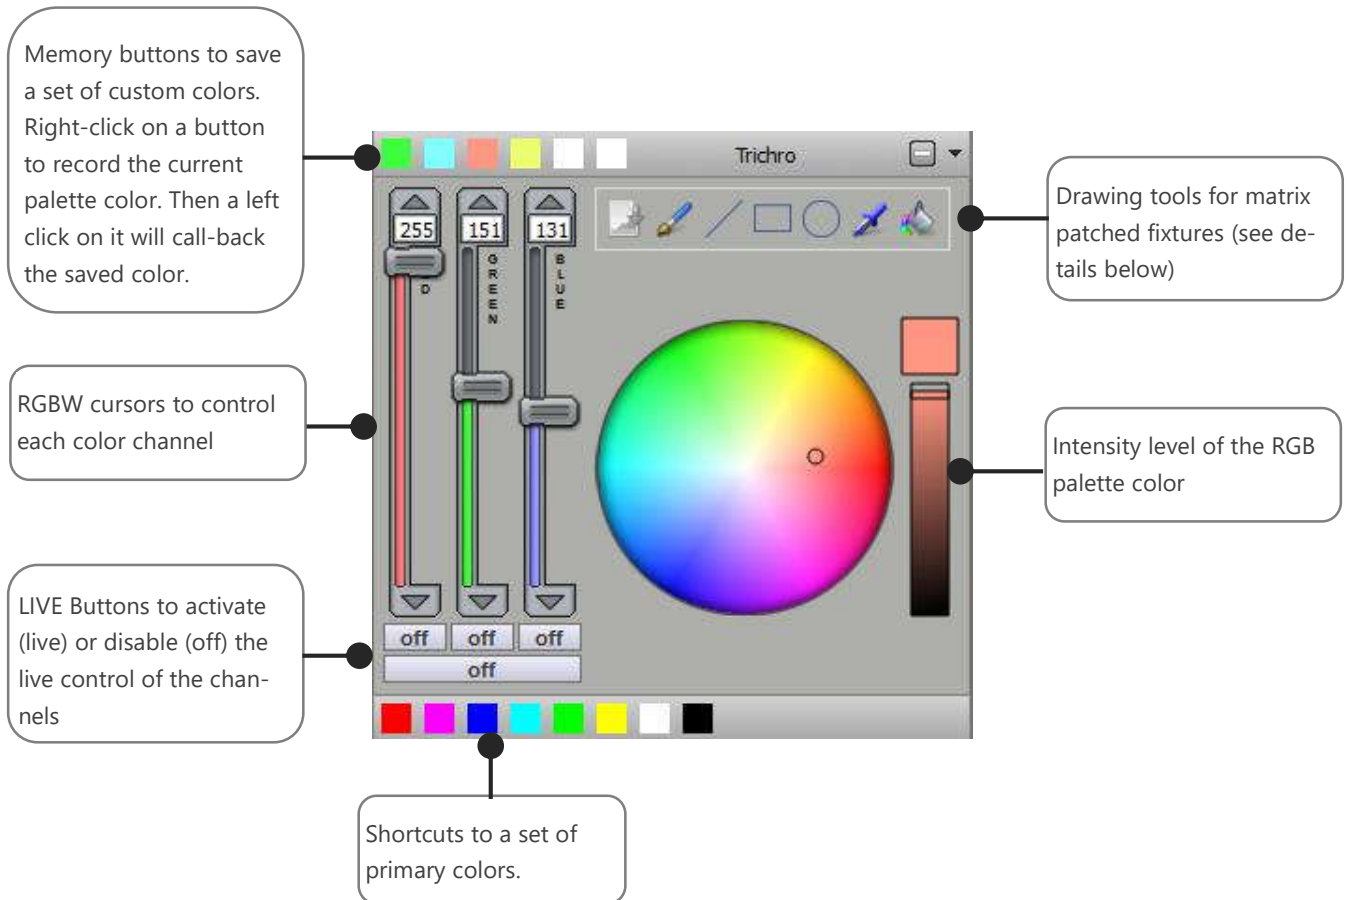 Memory buttons to save
a set of custom colors.
Right-click on a button
to record the current
palette color. Then a left
click on it will call-back
the saved color.
Trichro
255
151
131
D
GREEN
BLUE
Drawing tools for matrix
patched fixtures (see de-
tails below)
RGBW cursors to control
each color channel
Intensity level of the RGB
palette color
LIVE Buttons to activate
(live) or disable (off) the
live control of the chan-
nels
off
off
off
off
Shortcuts to a set of
primary colors.